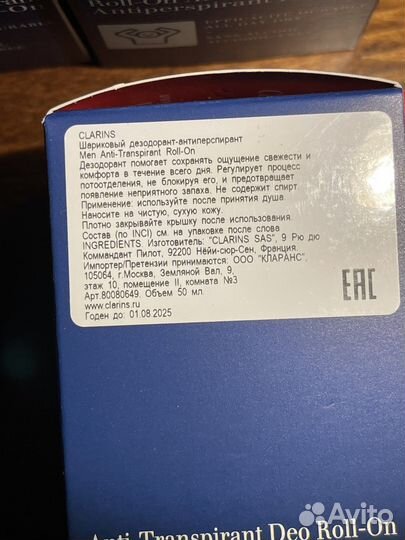 Roll-On
Antiperspirant
CLARINS
Шариковый дезодорант-антиперспирант
Men Anti-Transpirant Roll-On
Дезодорант помогает сохранять ощущение свежести и
комфорта в течение всего дня. Регулирует процесс
потоотделения, не блокируя его, и предотвращает
появление неприятного запаха. Не содержит спирт
Применение: используйте после принятия душа
Наносите на чистую, сухую кожу.
Плотно закрывайте крышку после использования.
Состав (по INCI) см. на упаковке после слова
INGREDIENTS. Изготовитель: "CLARINS SAS", 9 Рю дю
Коммандант Пилот, 92200 Нёйи-сюр-Сен, Франция.
Импортер/Претензии принимаются: ООО "КЛАРАНС",
105064, г.Москва, Земляной Вал, 9,
этаж 10, помещение II, комната №3
Арт.80080649. Объем 50 мл.
www.clarins.ru
Годен до: 01.08.2025
EAC
Anti-Transpirant Deo Roll-On
Avito